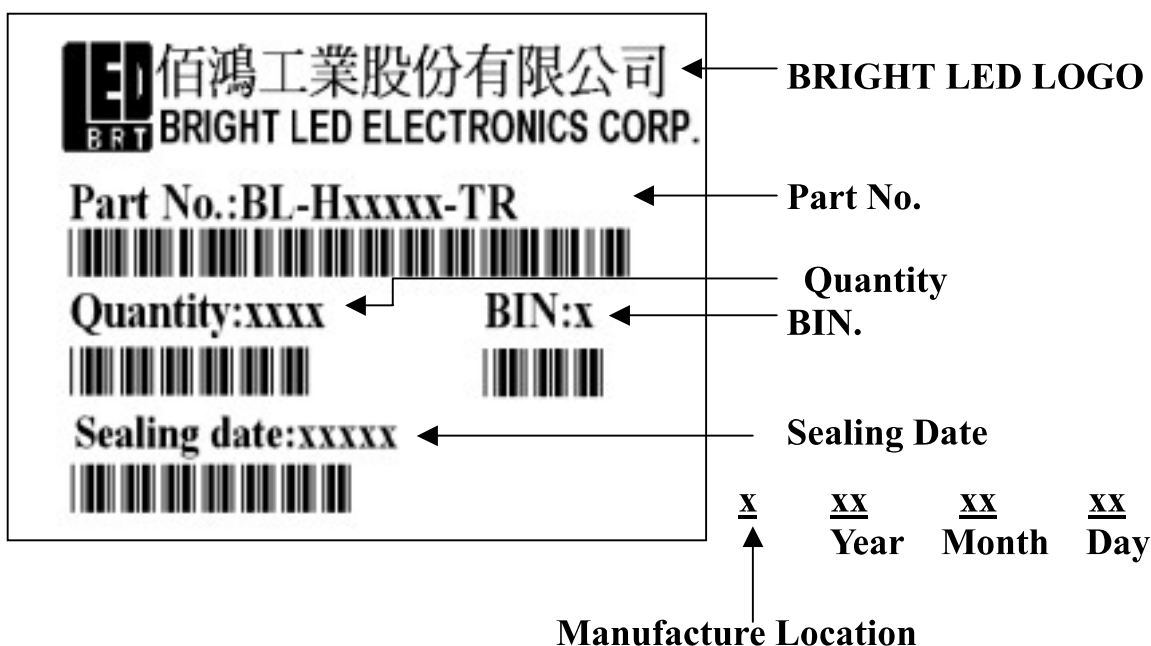 LED 佰鴻工業股份有限公司
BRT BRIGHT LED ELECTRONICS CORP.
BRIGHT LED LOGO
Part No.:BL-Hxxxxx-TR
Part No.
Quantity
Quantity:xxxx
BIN:x
BIN.
Sealing date:xxxxx
Sealing Date
x xx xx xx
Year Month Day
Manufacture Location